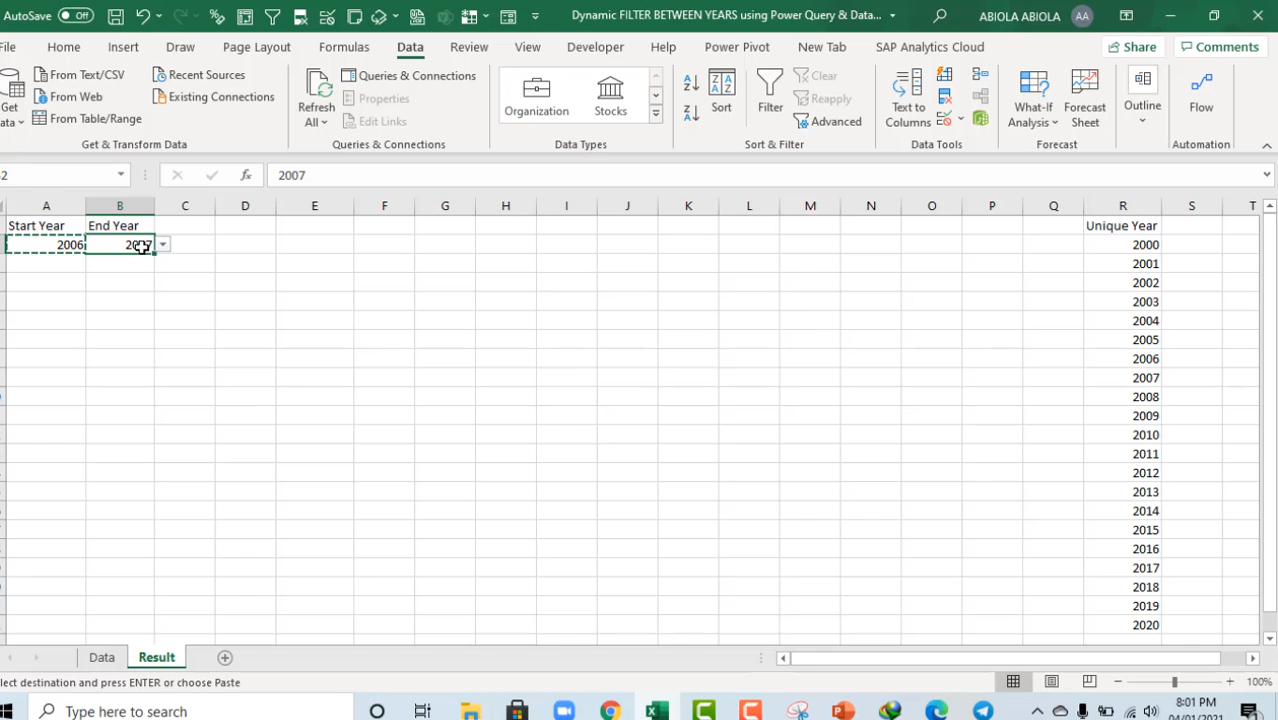 AutoSave Off Dynamic FILTER BETWEEN YEARS using Power Query & Data... ABIOLA ABIOLA AA
File Home Insert Draw Page Layout Formulas Data Review View Developer Help Power Pivot New Tab SAP Analytics Cloud Share Comments
Get Data
From Text/CSV
From Web
From Table/Range
Recent Sources
Existing Connections
Get & Transform Data
Refresh All
Queries & Connections
Properties
Edit Links
Queries & Connections
Organization Stocks
Data Types
Sort Filter
Clear
Reapply
Advanced
Sort & Filter
Text to Columns
Data Tools
What-If Analysis
Forecast Sheet
Forecast
Outline
Flow
Automation
2 fx 2007
A B C D E F G H I J K L M N O P Q R S T
Start Year End Year Unique Year
2006 2007 2000
2001
2002
2003
2004
2005
2006
2007
2008
2009
2010
2011
2012
2013
2014
2015
2016
2017
2018
2019
2020
Data Result
lect destination and press ENTER or choose Paste 100%
Type here to search 8:01 PM
04/01/2021